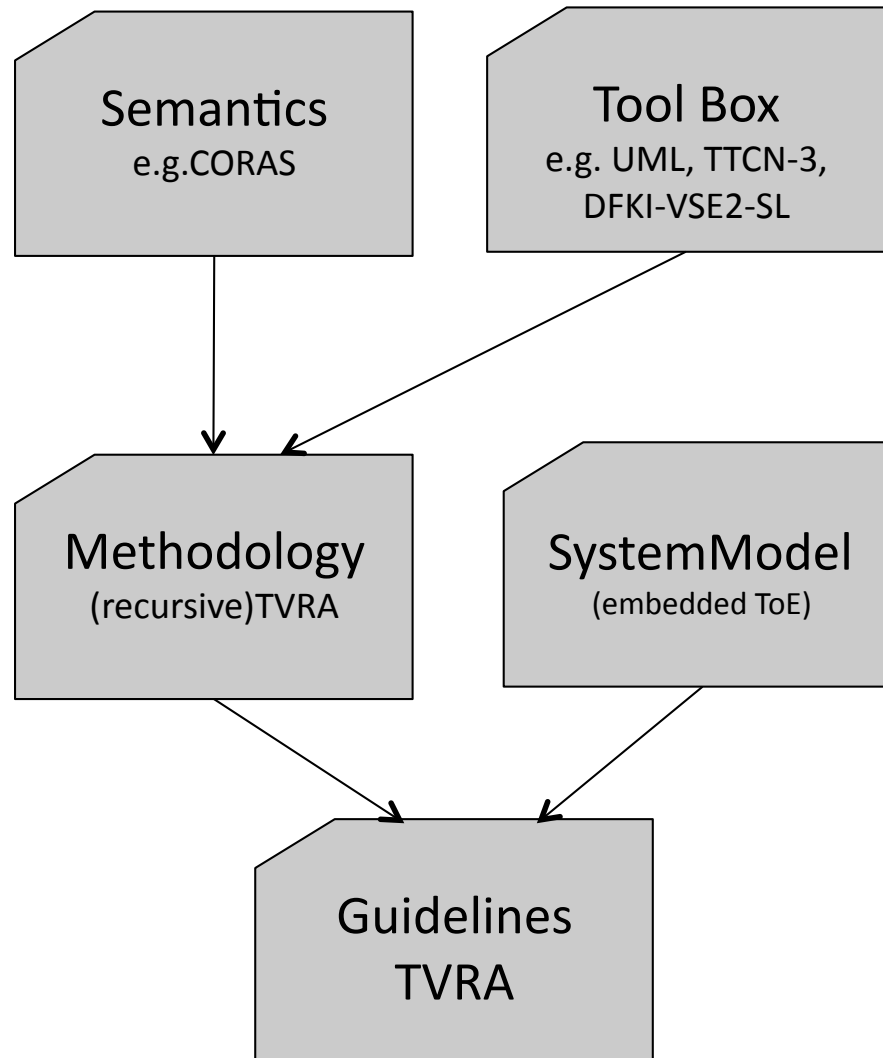 Semantics
e.g.CORAS
Tool Box
e.g. UML, TTCN-3,
DFKI-VSE2-SL
Methodology
(recursive)TVRA
SystemModel
(embedded ToE)
Guidelines
TVRA